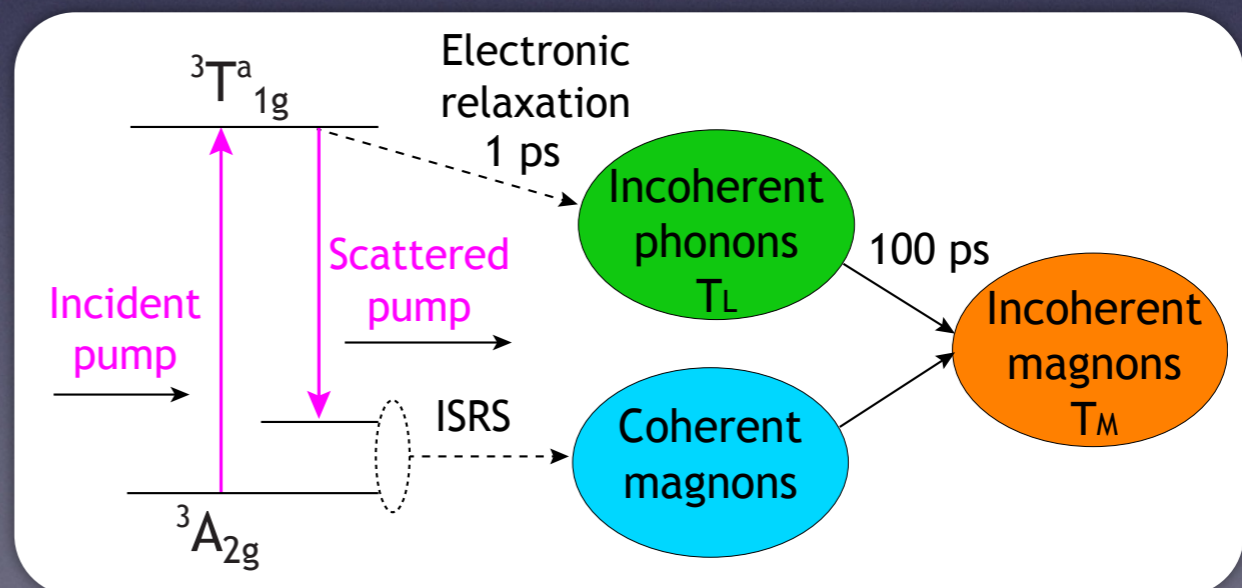 ³Tᵃ₁g
Electronic
relaxation
1 ps
Incoherent
phonons
TL
100 ps
Scattered
pump
Incident
pump
Incoherent
magnons
TM
ISRS
Coherent
magnons
³A₂g